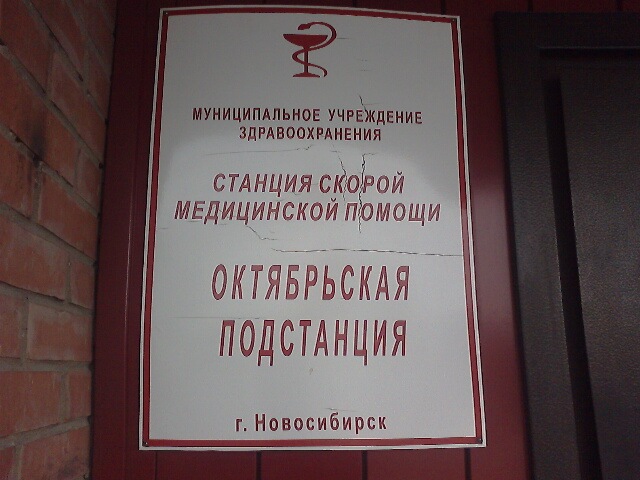 МУНИЦИПАЛЬНОЕ УЧРЕЖДЕНИЕ
ЗДРАВООХРАНЕНИЯ
СТАНЦИЯ СКОРОЙ
МЕДИЦИНСКОЙ ПОМОЩИ
ОКТЯБРЬСКАЯ
ПОДСТАНЦИЯ
г. Новосибирск